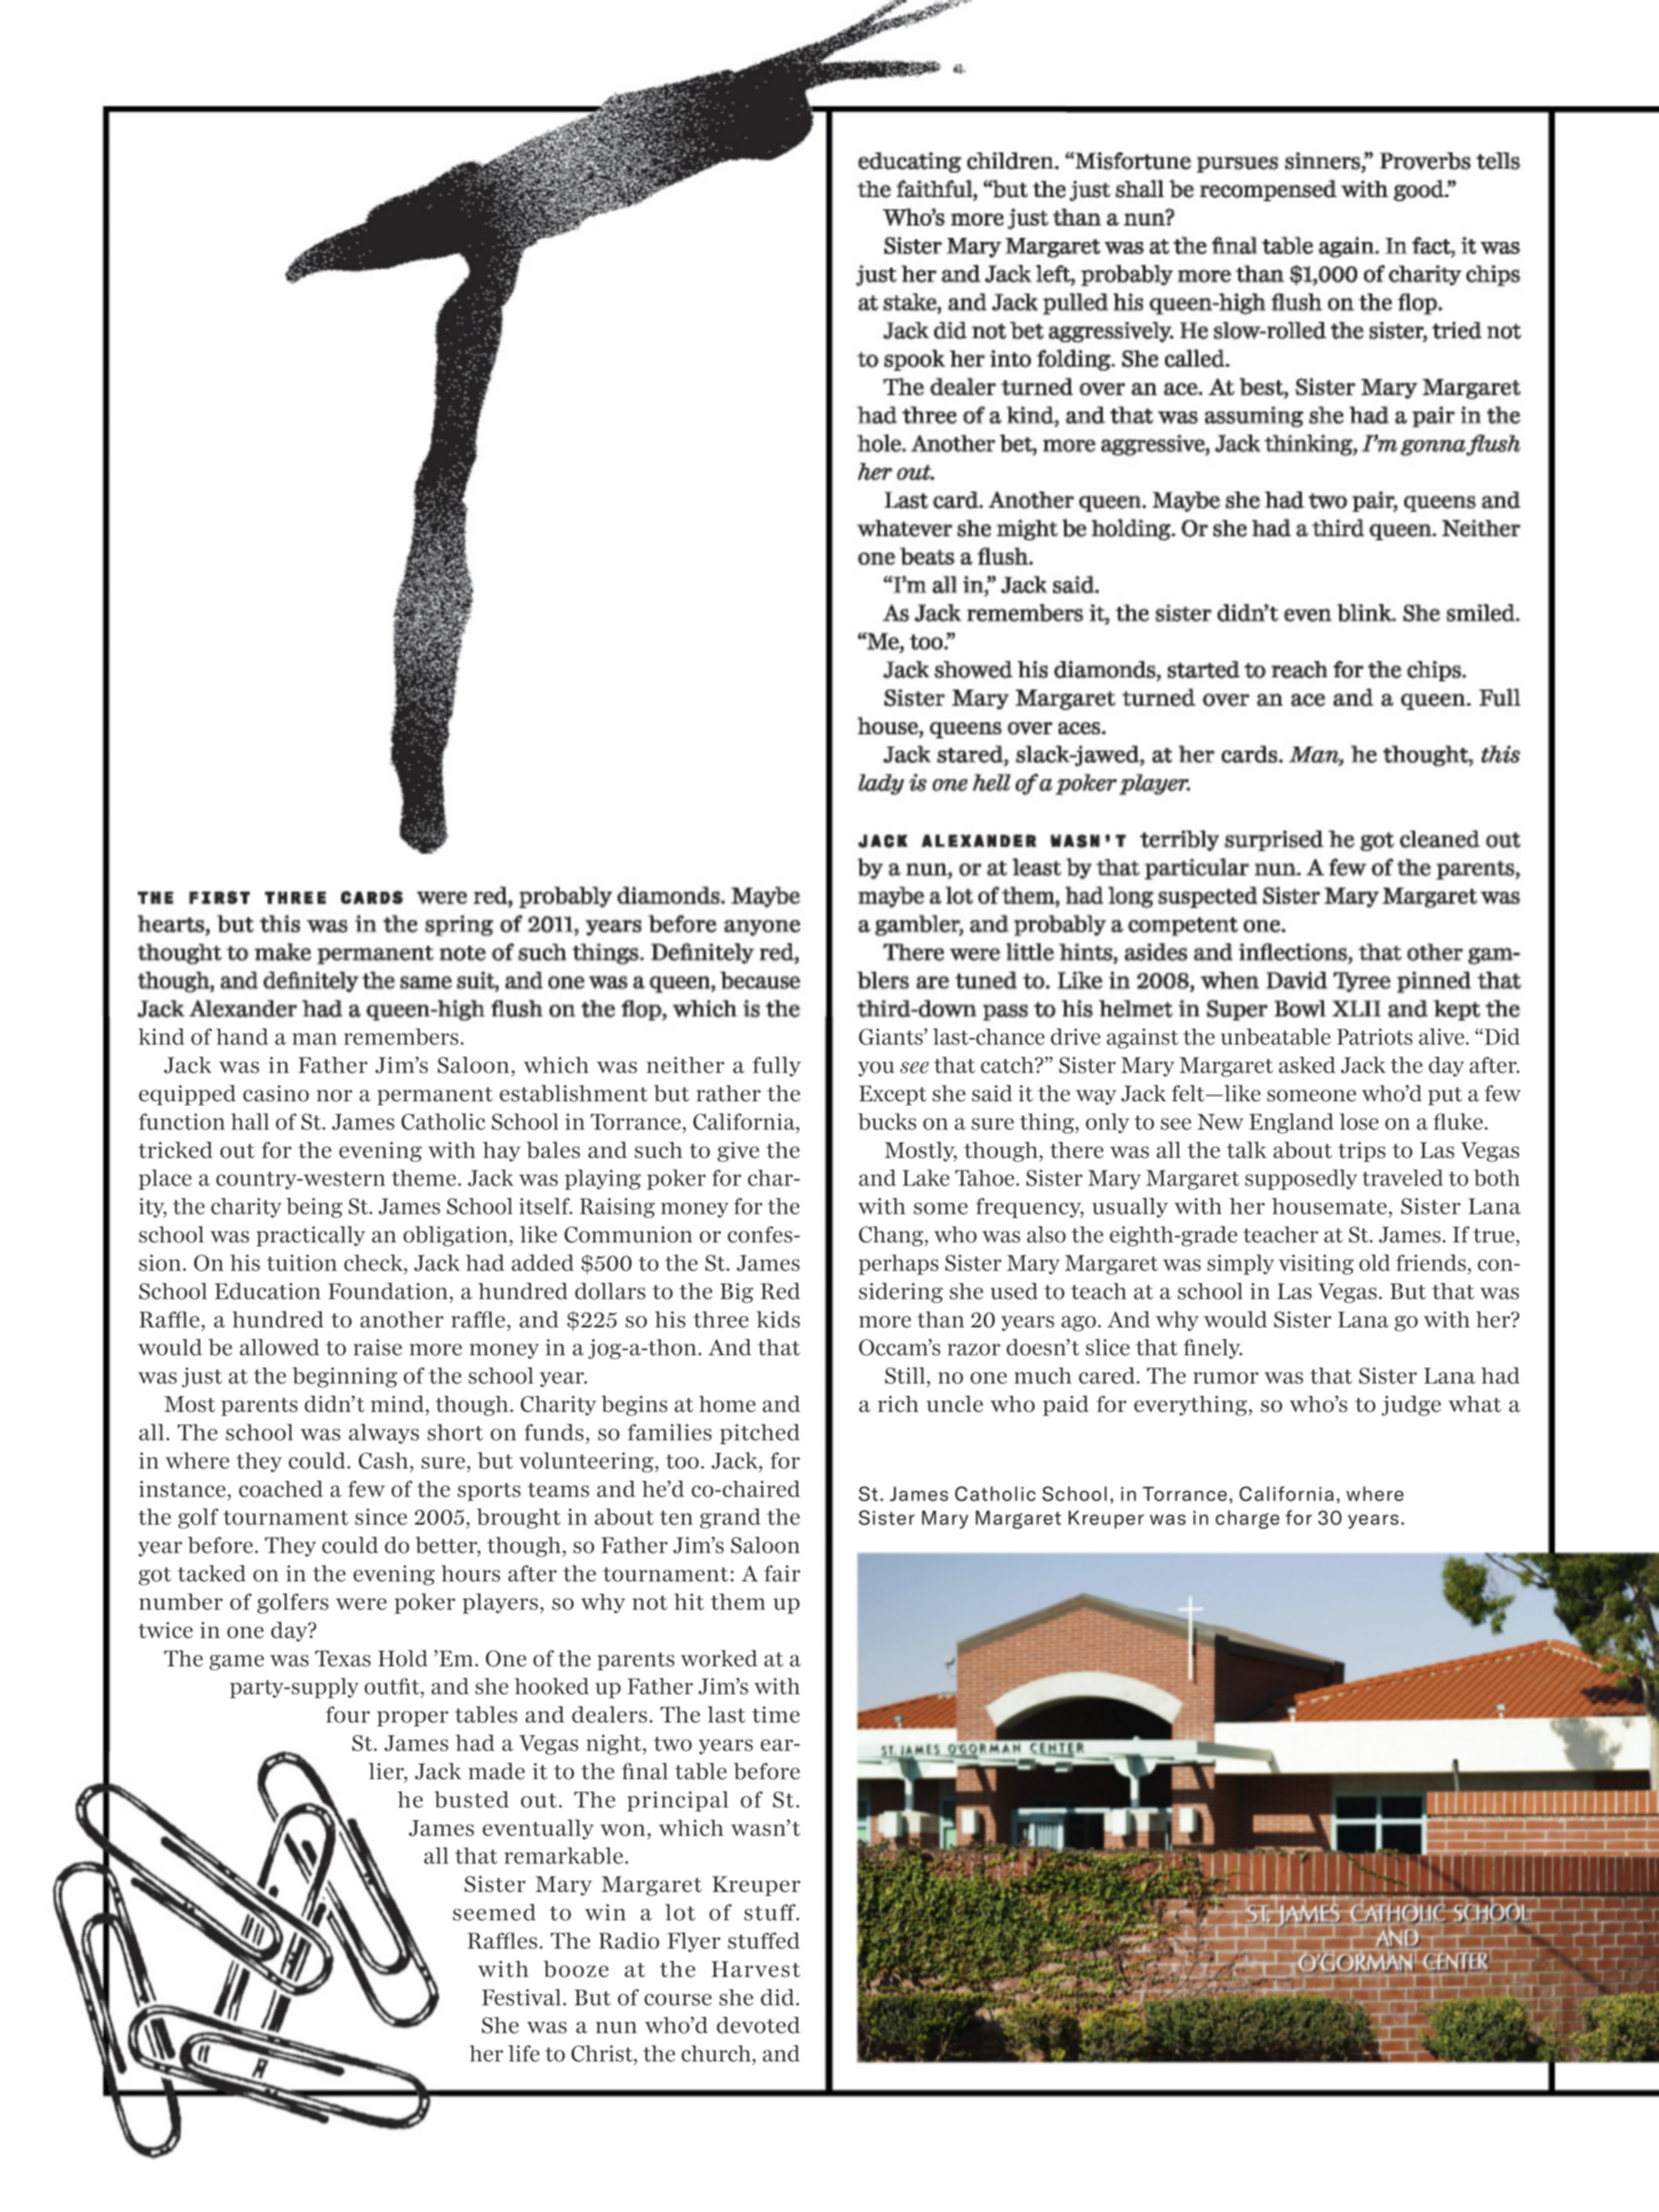 THE FIRST THREE CARDS were red, probably diamonds. Maybe
hearts, but this was in the spring of 2011, years before anyone
thought to make permanent note of such things. Definitely red,
though, and definitely the same suit, and one was a queen, because
Jack Alexander had a queen-high flush on the flop, which is the
kind of hand a man remembers.
Jack was in Father Jim’s Saloon, which was neither a fully
equipped casino nor a permanent establishment but rather the
function hall of St. James Catholic School in Torrance, California,
tricked out for the evening with hay bales and such to give the
place a country-western theme. Jack was playing poker for char-
ity, the charity being St. James School itself. Raising money for the
school was practically an obligation, like Communion or confes-
sion. On his tuition check, Jack had added $500 to the St. James
School Education Foundation, a hundred dollars to the Big Red
Raffle, a hundred to another raffle, and $225 so his three kids
would be allowed to raise more money in a jog-a-thon. And that
was just at the beginning of the school year.
Most parents didn’t mind, though. Charity begins at home and
all. The school was always short on funds, so families pitched
in where they could. Cash, sure, but volunteering, too. Jack, for
instance, coached a few of the sports teams and he’d co-chaired
the golf tournament since 2005, brought in about ten grand the
year before. They could do better, though, so Father Jim’s Saloon
got tacked on in the evening hours after the tournament: A fair
number of golfers were poker players, so why not hit them up
twice in one day?
The game was Texas Hold ’Em. One of the parents worked at a
party-supply outfit, and she hooked up Father Jim’s with
four proper tables and dealers. The last time
St. James had a Vegas night, two years ear-
lier, Jack made it to the final table before
he busted out. The principal of St.
James eventually won, which wasn’t
all that remarkable.
Sister Mary Margaret Kreuper
seemed to win a lot of stuff.
Raffles. The Radio Flyer stuffed
with booze at the Harvest
Festival. But of course she did.
She was a nun who’d devoted
her life to Christ, the church, and
educating children. “Misfortune pursues sinners,” Proverbs tells
the faithful, “but the just shall be recompensed with good.”
Who’s more just than a nun?
Sister Mary Margaret was at the final table again. In fact, it was
just her and Jack left, probably more than $1,000 of charity chips
at stake, and Jack pulled his queen-high flush on the flop.
Jack did not bet aggressively. He slow-rolled the sister, tried not
to spook her into folding. She called.
The dealer turned over an ace. At best, Sister Mary Margaret
had three of a kind, and that was assuming she had a pair in the
hole. Another bet, more aggressive, Jack thinking, I’m gonna flush
her out.
Last card. Another queen. Maybe she had two pair, queens and
whatever she might be holding. Or she had a third queen. Neither
one beats a flush.
“I’m all in,” Jack said.
As Jack remembers it, the sister didn’t even blink. She smiled.
“Me, too.”
Jack showed his diamonds, started to reach for the chips.
Sister Mary Margaret turned over an ace and a queen. Full
house, queens over aces.
Jack stared, slack-jawed, at her cards. Man, he thought, this
lady is one hell of a poker player.
JACK ALEXANDER WASN’T terribly surprised he got cleaned out
by a nun, or at least by that particular nun. A few of the parents,
maybe a lot of them, had long suspected Sister Mary Margaret was
a gambler, and probably a competent one.
There were little hints, asides and inflections, that other gam-
blers are tuned to. Like in 2008, when David Tyree pinned that
third-down pass to his helmet in Super Bowl XLII and kept the
Giants’ last-chance drive against the unbeatable Patriots alive. “Did
you see that catch?” Sister Mary Margaret asked Jack the day after.
Except she said it the way Jack felt—like someone who’d put a few
bucks on a sure thing, only to see New England lose on a fluke.
Mostly, though, there was all the talk about trips to Las Vegas
and Lake Tahoe. Sister Mary Margaret supposedly traveled to both
with some frequency, usually with her housemate, Sister Lana
Chang, who was also the eighth-grade teacher at St. James. If true,
perhaps Sister Mary Margaret was simply visiting old friends, con-
sidering she used to teach at a school in Las Vegas. But that was
more than 20 years ago. And why would Sister Lana go with her?
Occam’s razor doesn’t slice that finely.
Still, no one much cared. The rumor was that Sister Lana had
a rich uncle who paid for everything, so who’s to judge what a
St. James Catholic School, in Torrance, California, where
Sister Mary Margaret Kreuper was in charge for 30 years.
ST. JAMES O'GORMAN CENTER
ST. JAMES CATHOLIC SCHOOL
AND
O'GORMAN CENTER